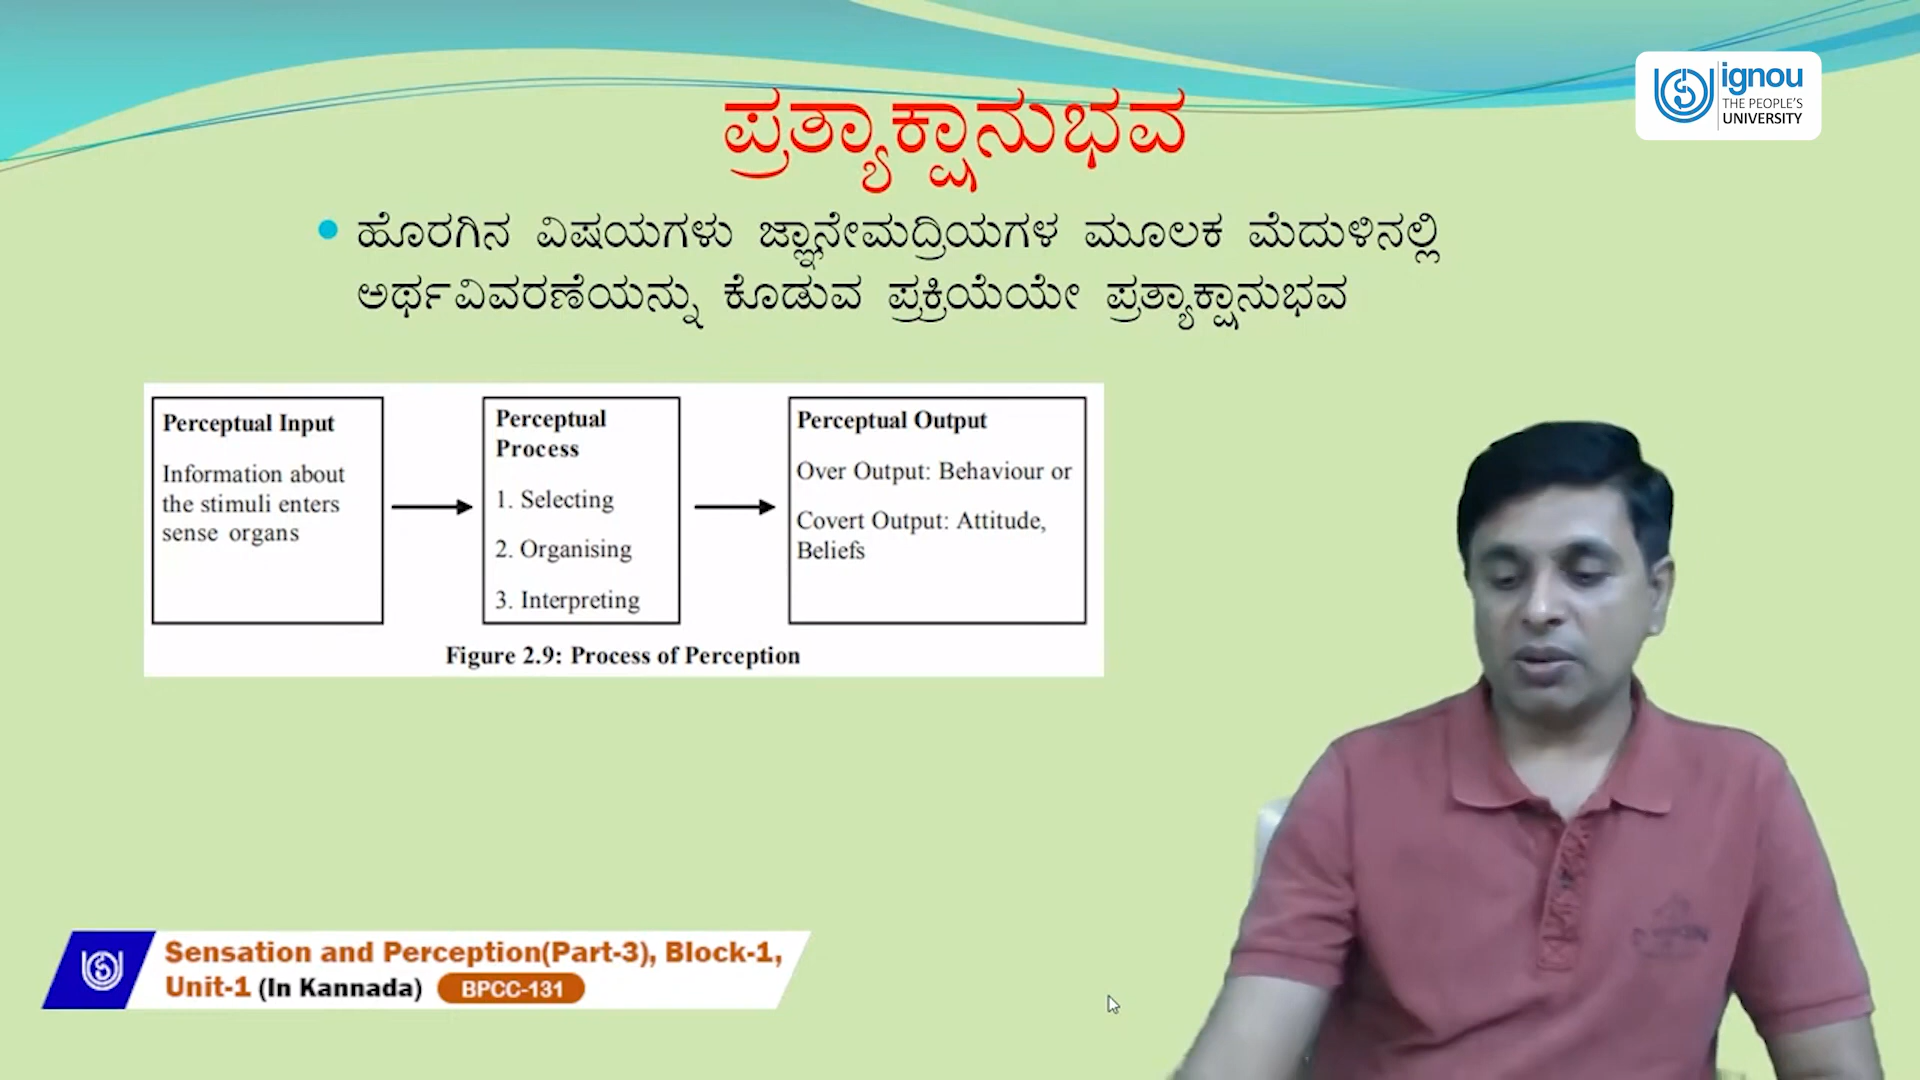 ಪ್ರತ್ಯಾಕ್ಷಾನುಭವ
ignou
THE PEOPLE'S
UNIVERSITY
ಹೊರಗಿನ ವಿಷಯಗಳು ಜ್ಞಾನೇಮದ್ರಿಯಗಳ ಮೂಲಕ ಮೆದುಳಿನಲ್ಲಿ
ಅರ್ಥವಿವರಣೆಯನ್ನು ಕೊಡುವ ಪ್ರಕ್ರಿಯೆಯೇ ಪ್ರತ್ಯಾಕ್ಷಾನುಭವ
Perceptual Input
Information about
the stimuli enters
sense organs
Perceptual
Process
1. Selecting
2. Organising
3. Interpreting
Perceptual Output
Over Output: Behaviour or
Covert Output: Attitude,
Beliefs
Figure 2.9: Process of Perception
Sensation and Perception(Part-3), Block-1,
Unit-1 (In Kannada) BPCC-131